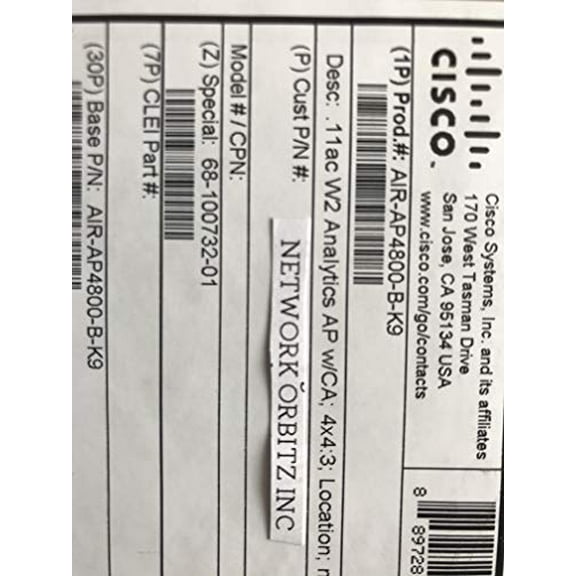 CISCO
Cisco Systems, Inc. and its affiliates
170 West Tasman Drive
San Jose, CA 95134 USA
www.cisco.com/go/contacts
8 89728
(1P) Prod.#: AIR-AP4800-B-K9
Desc: .11ac W2 Analytics AP w/CA; 4x4:3; Location;
(P) Cust P/N #:
NETWORK ORBITZ INC
Model # / CPN:
(Z) Special: 68-100732-01
(7P) CLEI Part #:
(30P) Base P/N: AIR-AP4800-B-K9